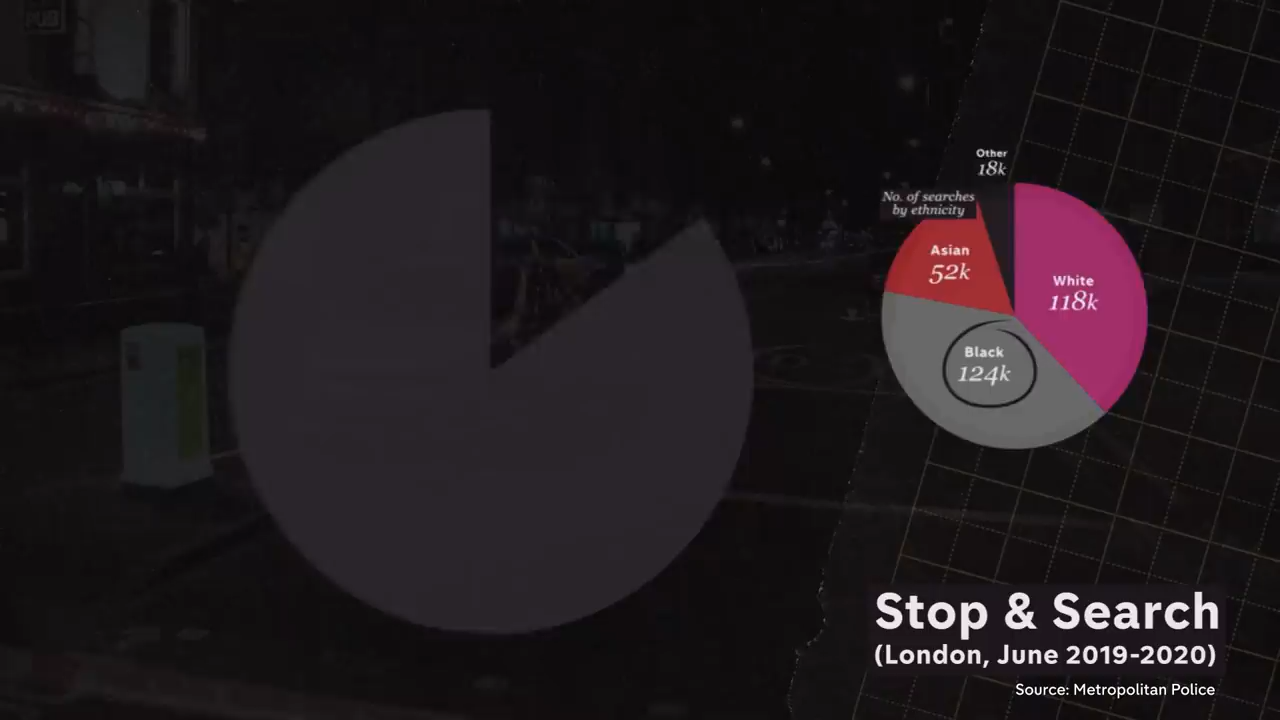 PUB
Other
18k
No. of searches
by ethnicity
Asian
52k
White
118k
Black
124k
Stop & Search
(London, June 2019-2020)
Source: Metropolitan Police